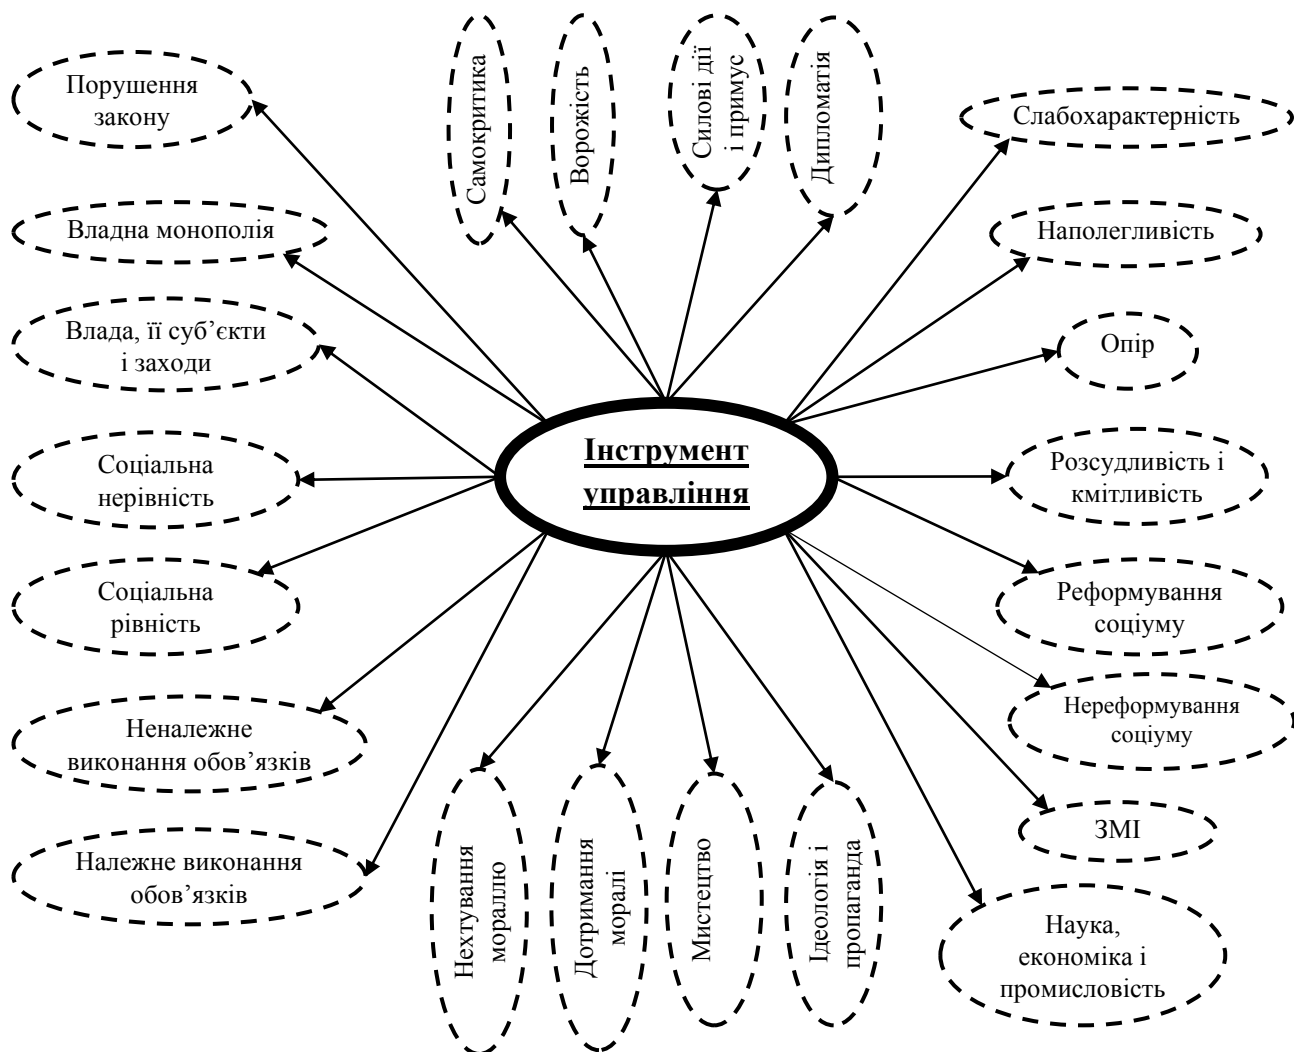 Порушення
закону
Владна монополія
Влада, її суб’єкти
і заходи
Соціальна
нерівність
Соціальна
рівність
Неналежне
виконання обов’язків
Належне виконання
обов’язків
Самокритика
Ворожість
Силові дії
і примус
Дипломатія
Інструмент
управління
Нехтування
мораллю
Дотримання
моралі
Мистецтво
Ідеологія і
пропаганда
Слабохарактерність
Наполегливість
Опір
Розсудливість і
кмітливість
Реформування
соціуму
Нереформування
соціуму
ЗМІ
Наука,
економіка і
промисловість